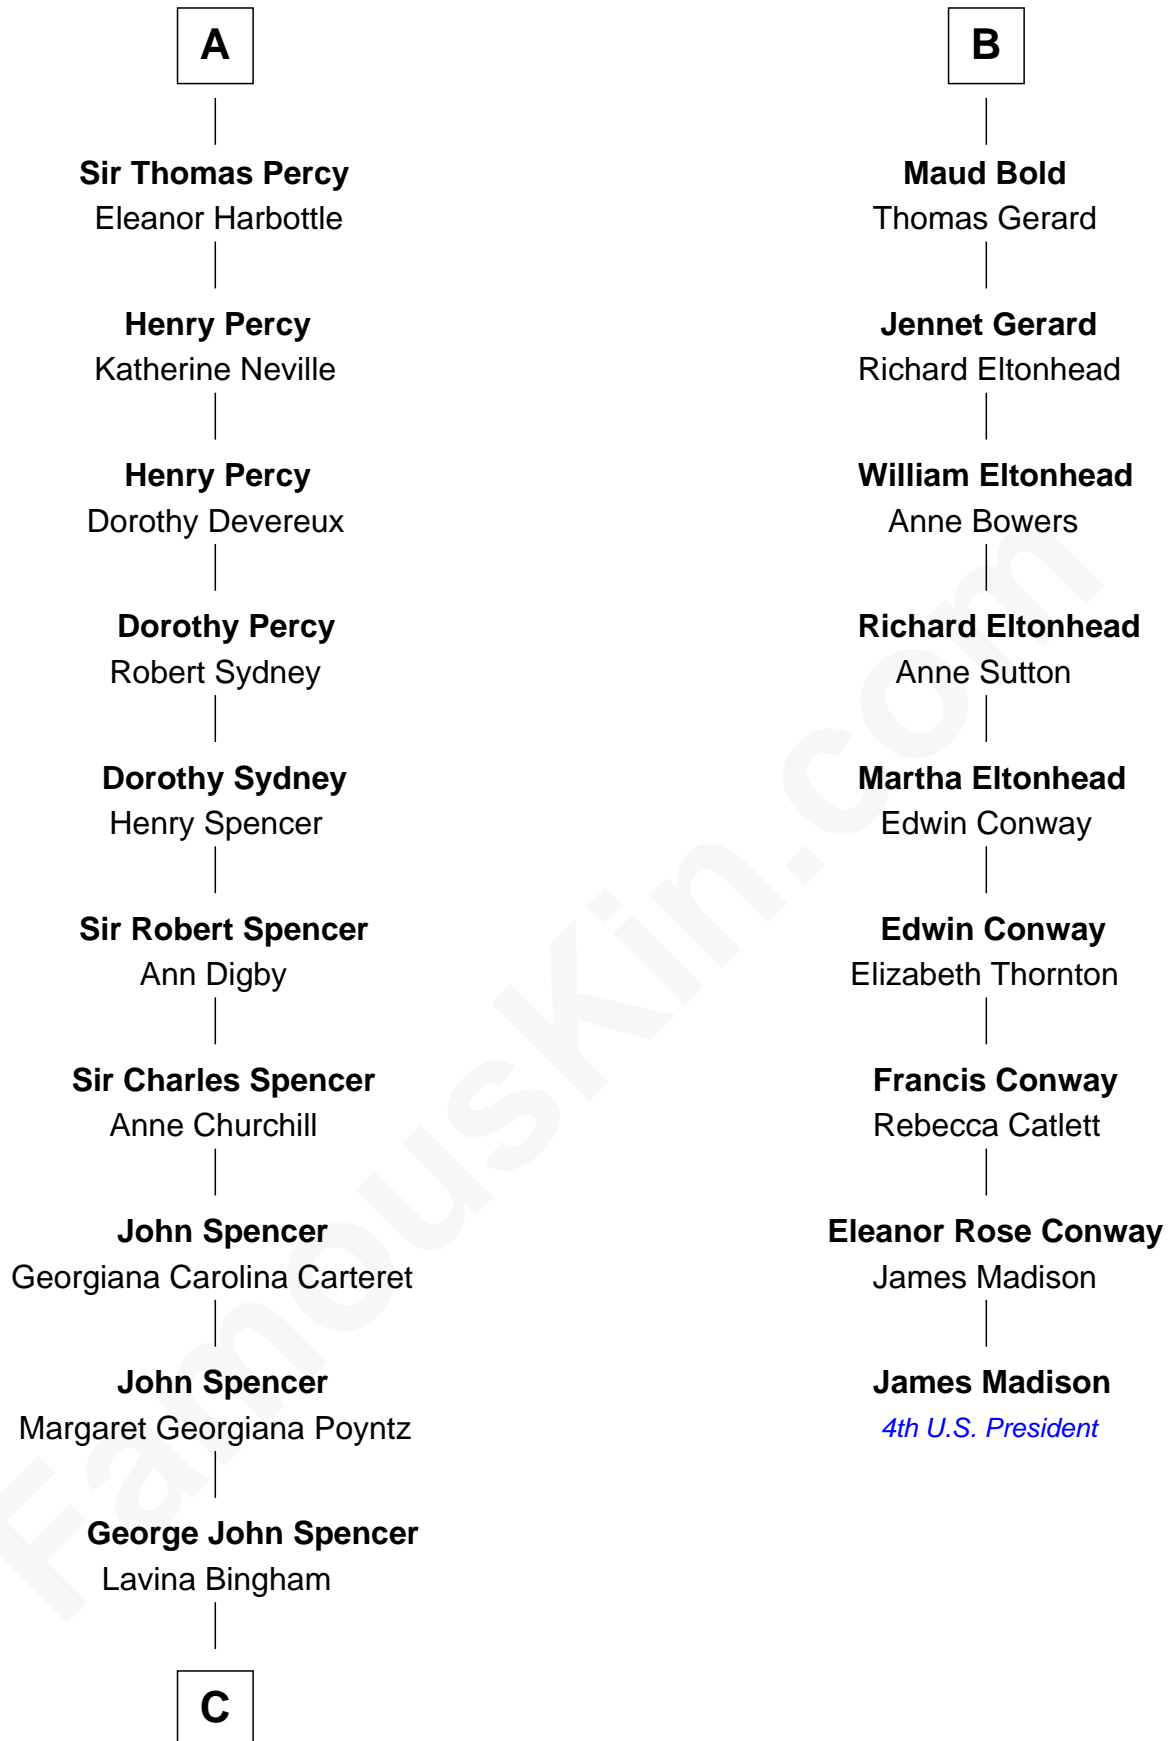 A
Sir Thomas Percy
Eleanor Harbottle
Henry Percy
Katherine Neville
Henry Percy
Dorothy Devereux
Dorothy Percy
Robert Sydney
Dorothy Sydney
Henry Spencer
Sir Robert Spencer
Ann Digby
Sir Charles Spencer
Anne Churchill
John Spencer
Georgiana Carolina Carteret
John Spencer
Margaret Georgiana Poyntz
George John Spencer
Lavina Bingham
C
B
Maud Bold
Thomas Gerard
Jennet Gerard
Richard Eltonhead
William Eltonhead
Anne Bowers
Richard Eltonhead
Anne Sutton
Martha Eltonhead
Edwin Conway
Edwin Conway
Elizabeth Thornton
Francis Conway
Rebecca Catlett
Eleanor Rose Conway
James Madison
James Madison
4th U.S. President
FamousKin.com